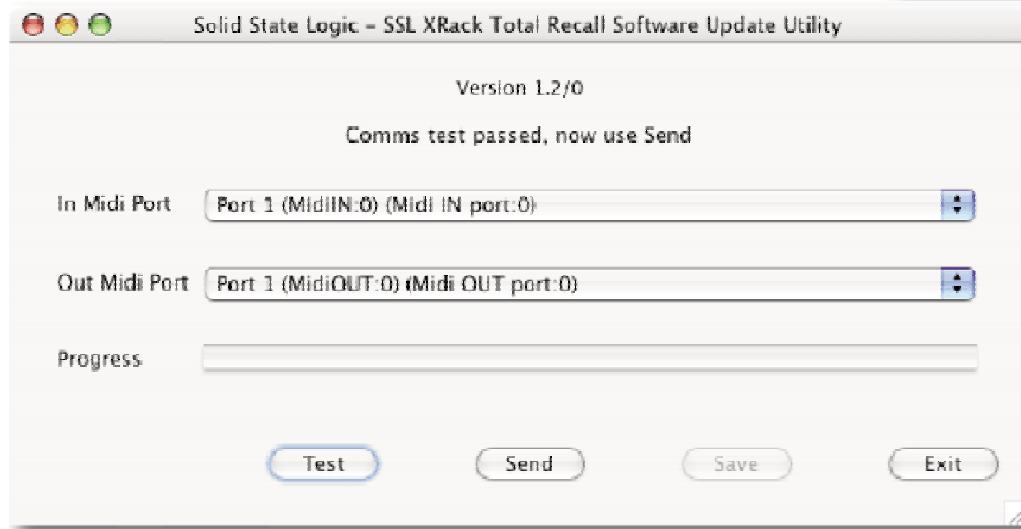 Solid State Logic – SSL XRack Total Recall Software Update Utility
Version 1.2/0
Comms test passed, now use Send
In Midi Port Port 1 (MidiIN:0) (Midi IN port:0)
Out Midi Port Port 1 (MidiOUT:0) (Midi OUT port:0)
Progress
Test Send Save Exit